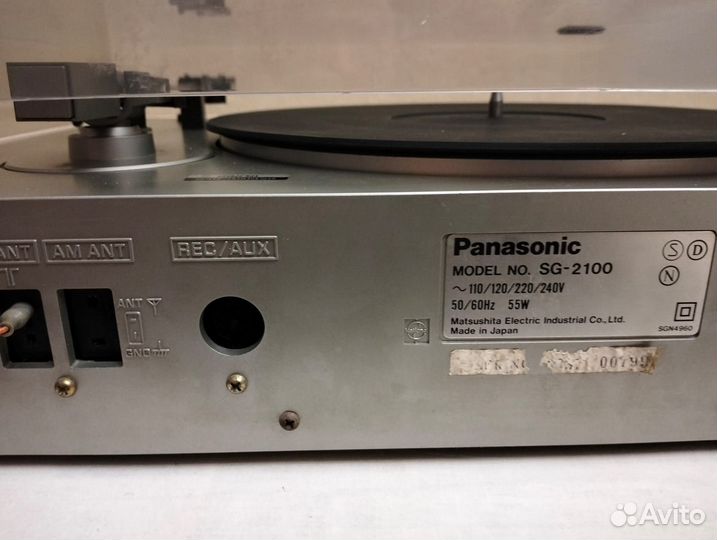 ANT
AM ANT
REC/AUX
ANT
GND
Panasonic
MODEL NO. SG-2100
~ 110/120/220/240V
50/60Hz 55W
Matsushita Electric Industrial Co., Ltd.
Made in Japan
S
D
N
SGN4960
00799
Avito